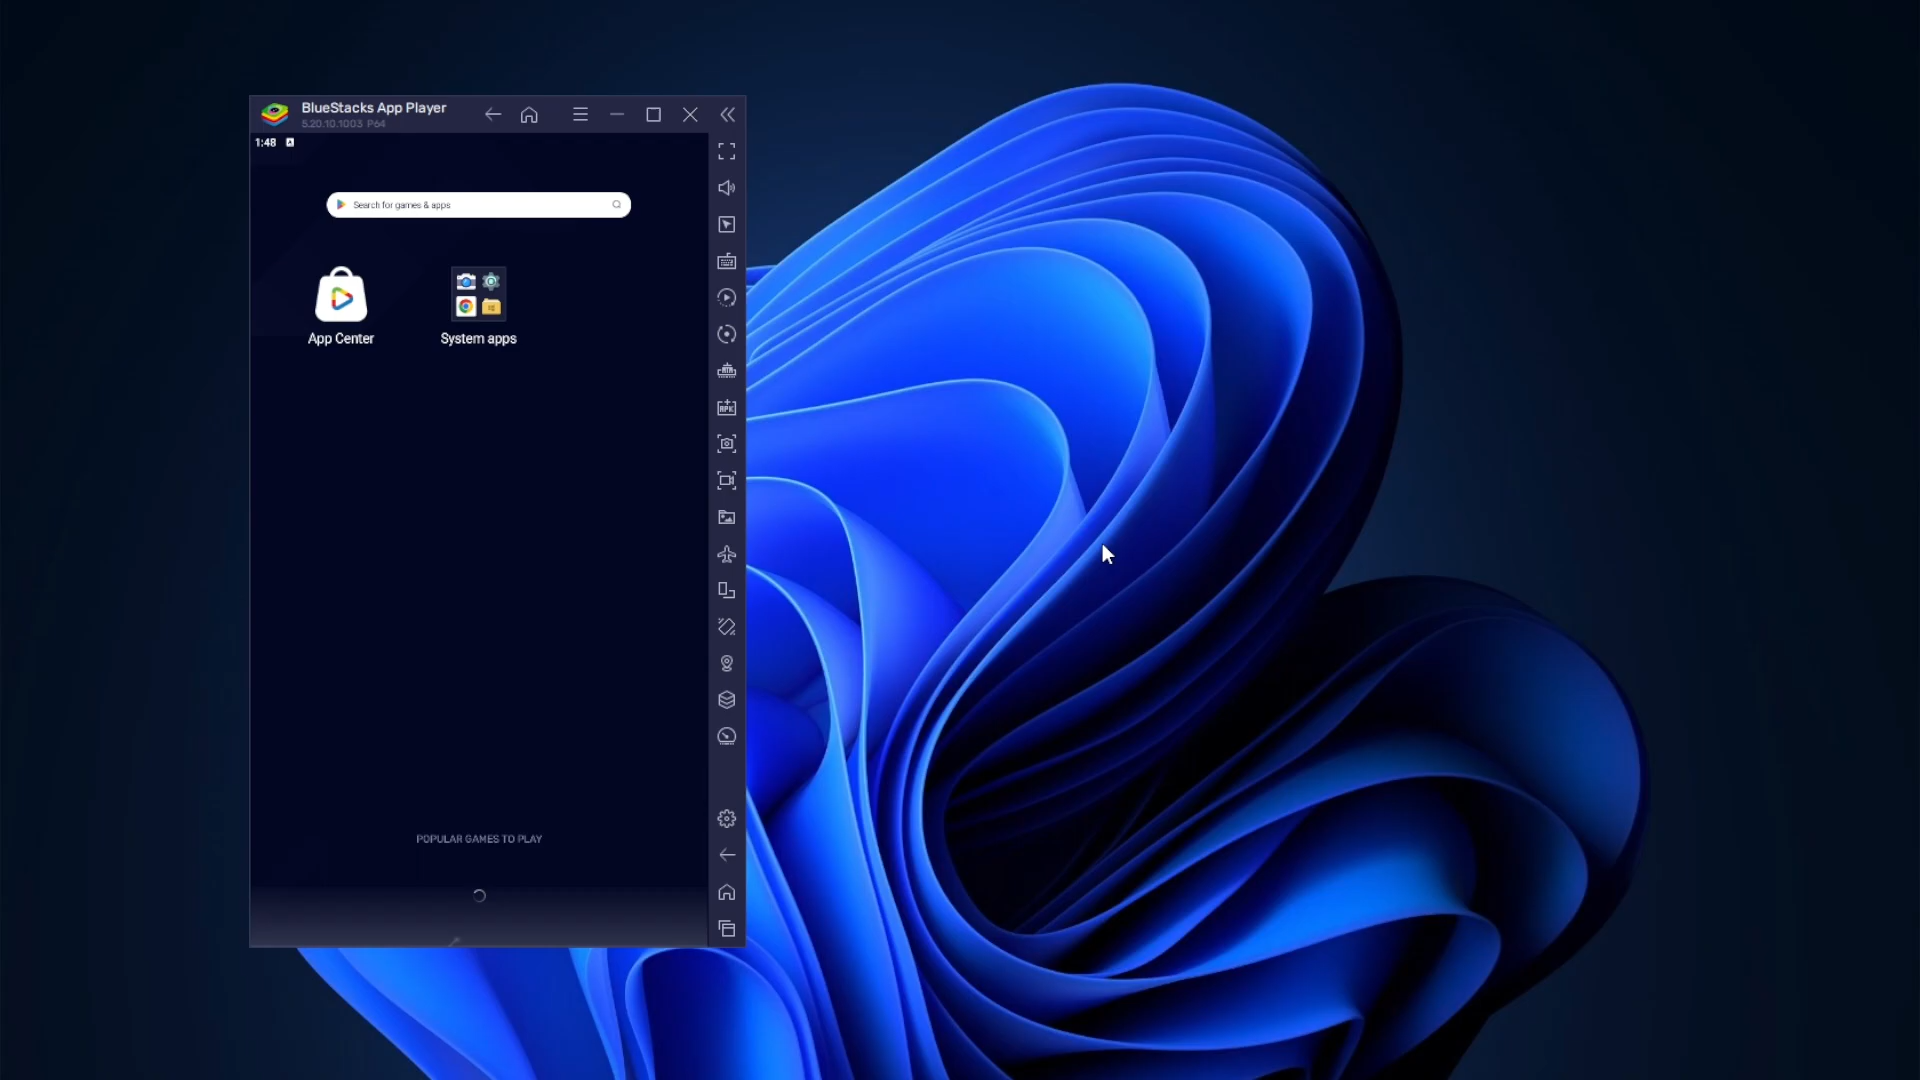 BlueStacks App Player
5.20.10.1003 P64
1:48
Search for games & apps
App Center
System apps
APK
POPULAR GAMES TO PLAY